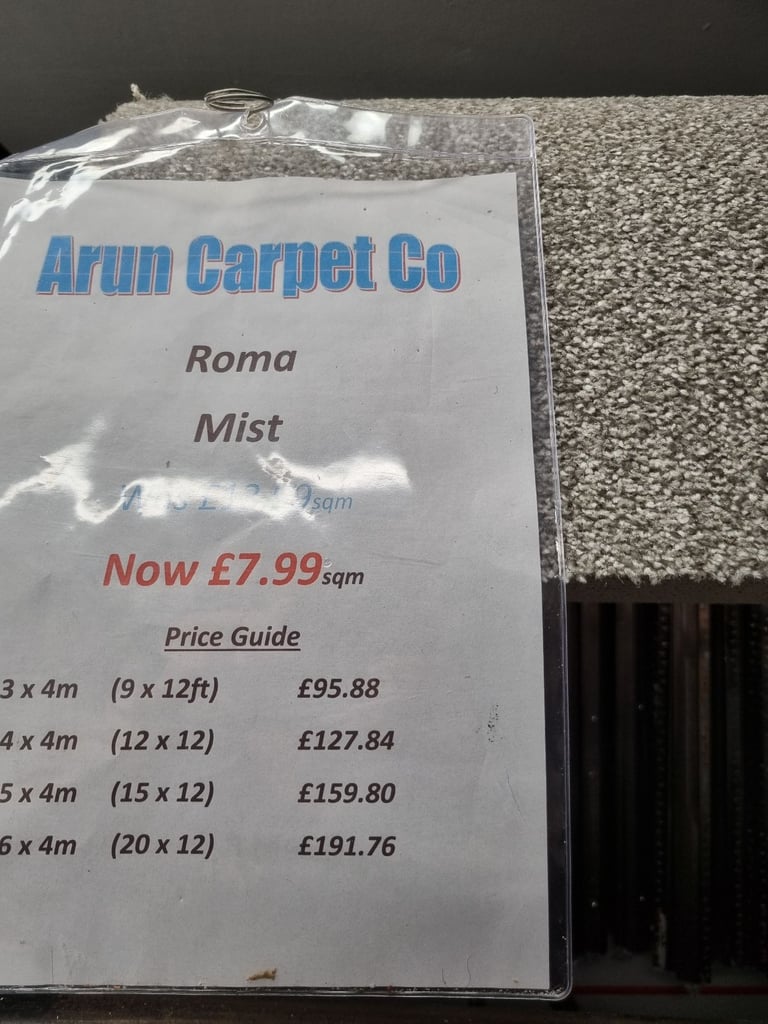 Arun Carpet Co
Roma
Mist
Was sqm
Now £7.99sqm
Price Guide
3 x 4m (9 x 12ft) £95.88
4 x 4m (12 x 12) £127.84
5 x 4m (15 x 12) £159.80
6 x 4m (20 x 12) £191.76